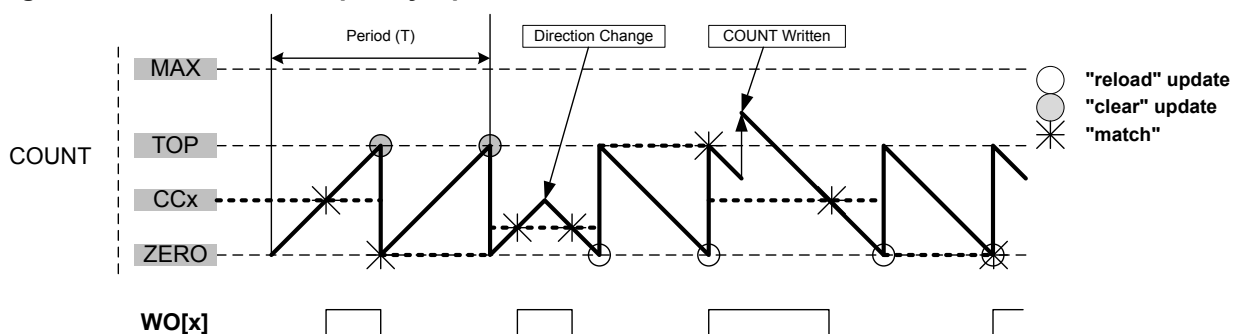 Period (T)
Direction Change
COUNT Written
MAX
"reload" update
"clear" update
TOP
"match"
COUNT
CCx
ZERO
WO[x]